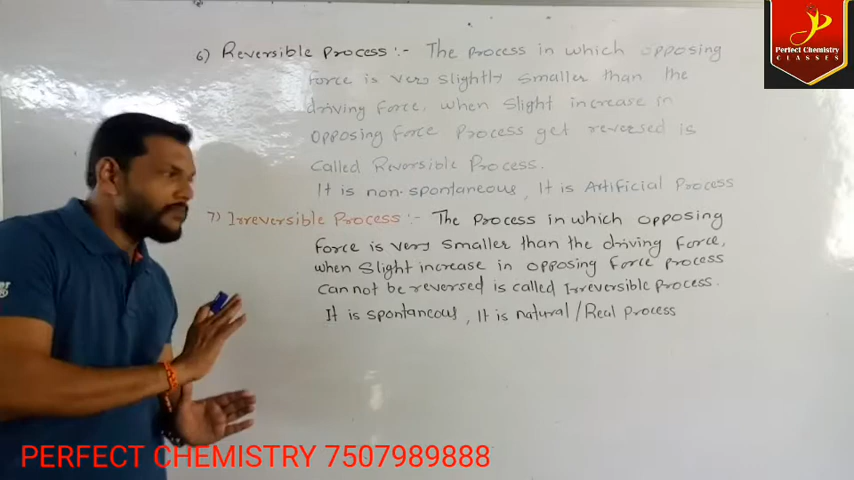 6) Reversible Process :- The process in which opposing
force is very slightly smaller than the
driving force, when slight increase in
opposing force process get reversed is
called Reversible Process.
It is non-spontaneous, It is Artificial Process
7) Irreversible Process :- The process in which opposing
force is very smaller than the driving force,
when slight increase in opposing force process
can not be reversed is called Irreversible process.
It is spontaneous, It is natural/Real process
Perfect Chemistry
CLASSES
PERFECT CHEMISTRY 7507989888